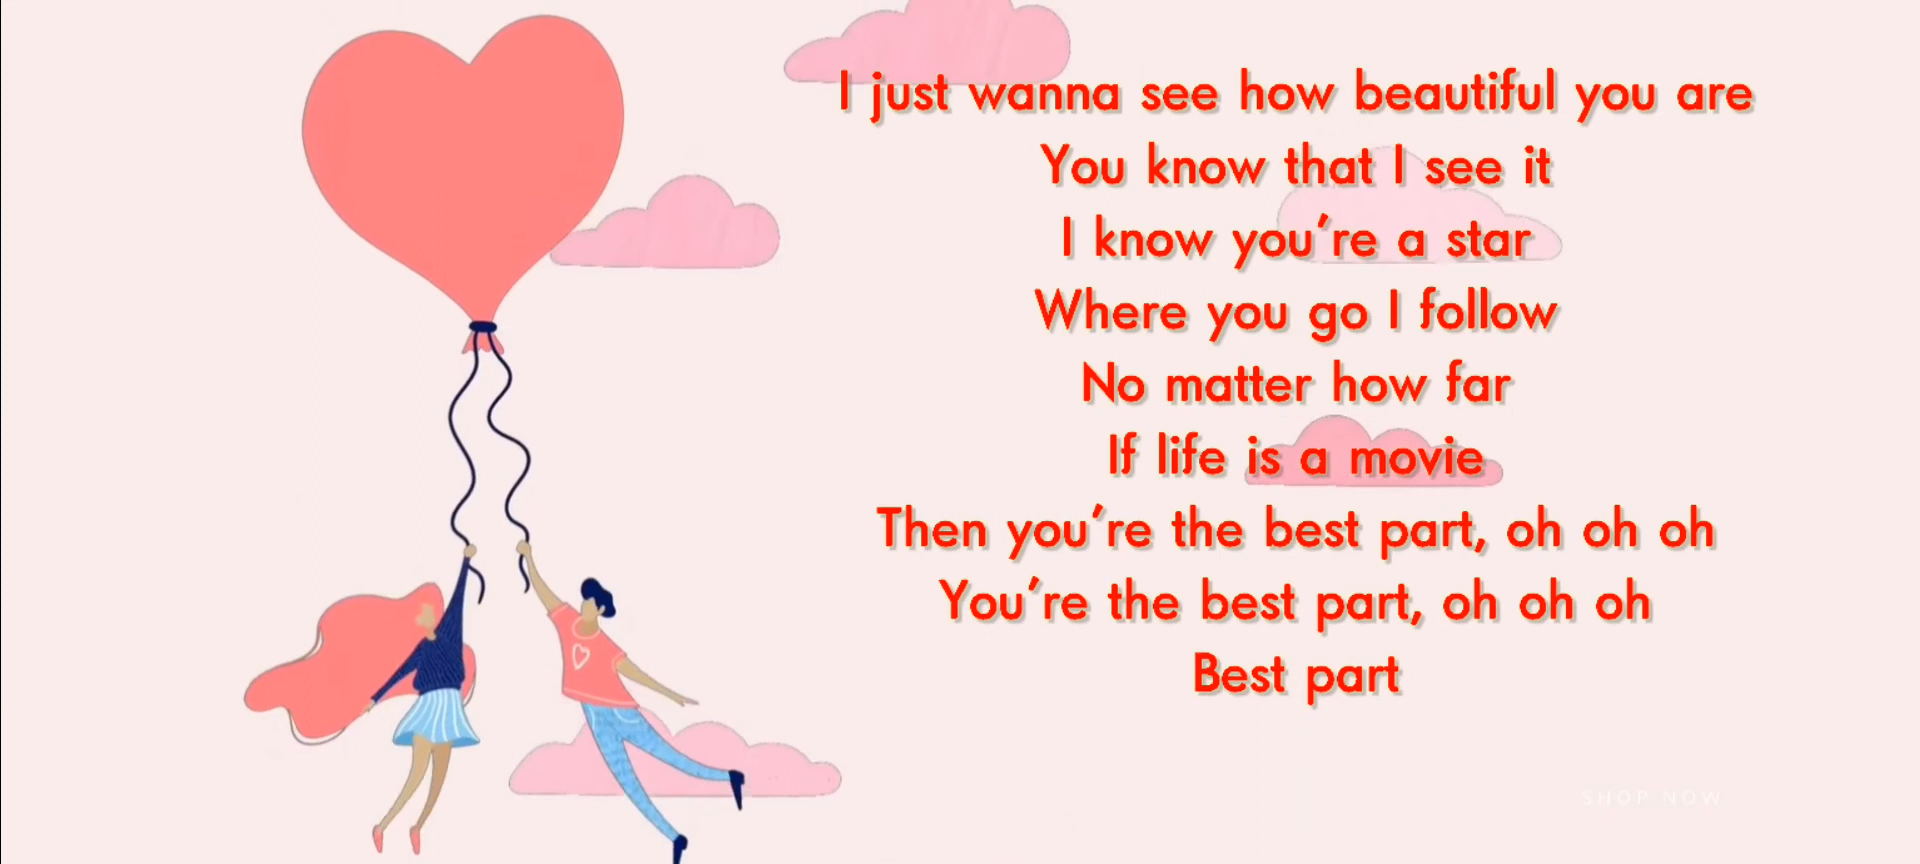 I just wanna see how beautiful you are
You know that I see it
I know you're a star
Where you go I follow
No matter how far
If life is a movie
Then you're the best part, oh oh oh
You're the best part, oh oh oh
Best part
SHOP NOW